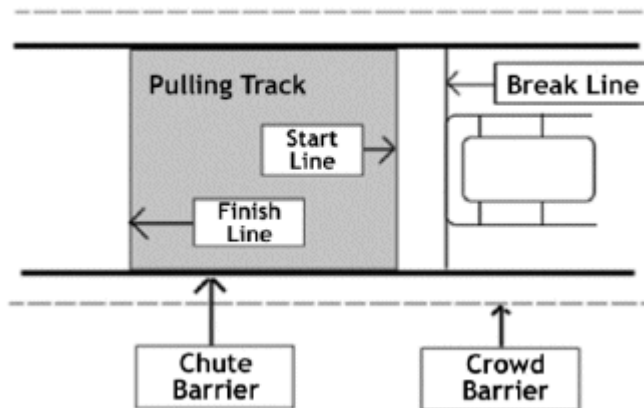 Pulling Track
Break Line
Start
Line
Finish
Line
Chute
Barrier
Crowd
Barrier